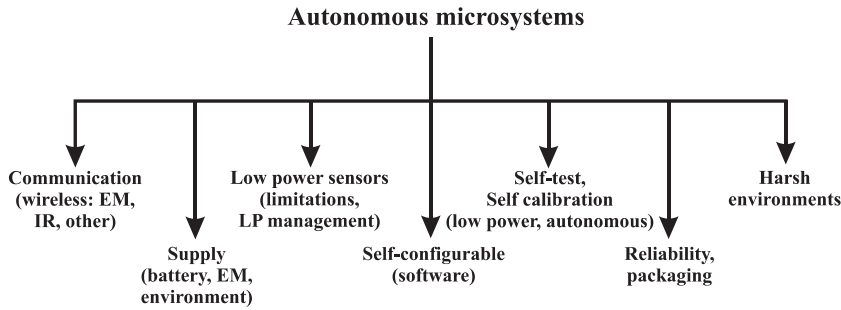 Autonomous microsystems
Communication
(wireless: EM,
IR, other)
Supply
(battery, EM,
environment)
Low power sensors
(limitations,
LP management)
Self-configurable
(software)
Self-test,
Self calibration
(low power, autonomous)
Reliability,
packaging
Harsh
environments